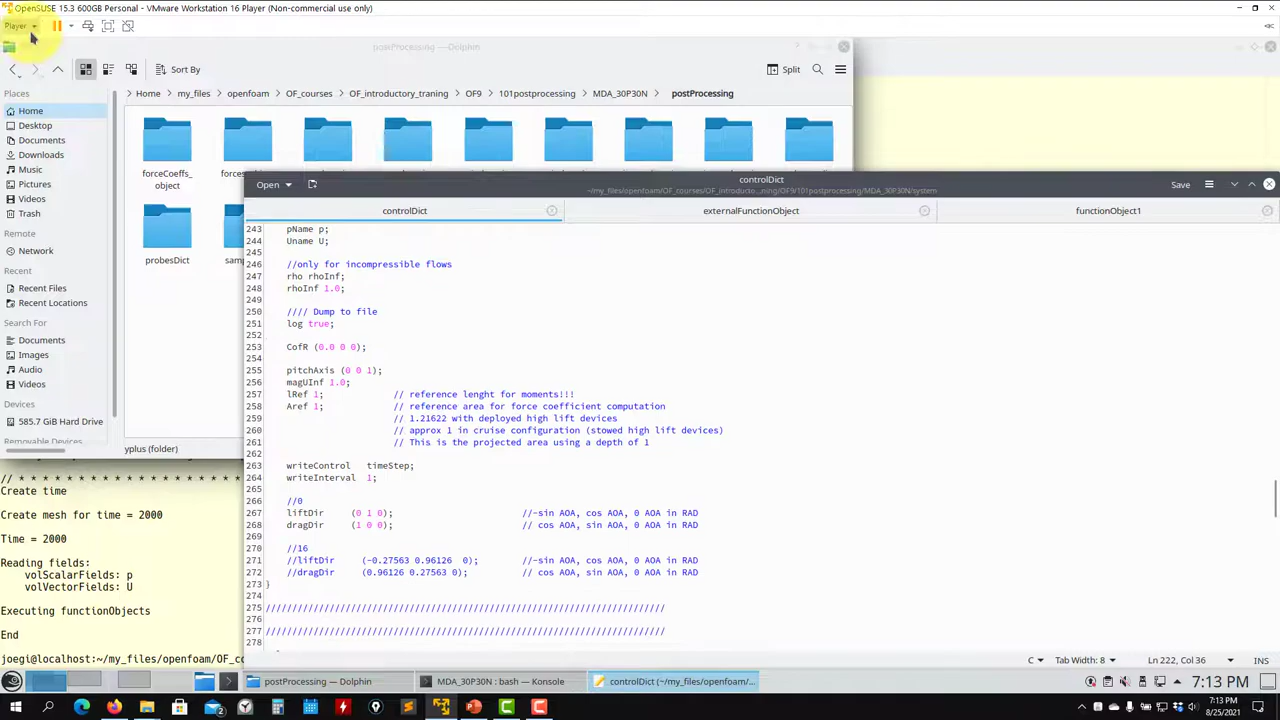 OpenSUSE 15.3 600GB Personal - VMware Workstation 16 Player (Non-commercial use only)
Player
postProcessing — Dolphin
Sort By
Split
Places
Home
Desktop
Documents
Downloads
Music
Pictures
Videos
Trash
Remote
Network
Recent
Recent Files
Recent Locations
Search For
Documents
Images
Audio
Videos
Devices
585.7 GiB Hard Drive
Removable Devices
Home my_files openfoam OF_courses OF_introductory_traning OF9 101postprocessing MDA_30P30N postProcessing
forceCoeffs_
object
probesDict
yplus (folder)
Open
controlDict
~/my_files/openfoam/OF_courses/OF_introducto...ning/OF9/101postprocessing/MDA_30P30N/system
Save
controlDict
externalFunctionObject
functionObject1
243 pName p;
244 Uname U;
245
246 //only for incompressible flows
247 rho rhoInf;
248 rhoInf 1.0;
249
250 //// Dump to file
251 log true;
252
253 CofR (0.0 0 0);
254
255 pitchAxis (0 0 1);
256 magUInf 1.0;
257 lRef 1; // reference lenght for moments!!!
258 Aref 1; // reference area for force coefficient computation
259 // 1.21622 with deployed high lift devices
260 // approx 1 in cruise configuration (stowed high lift devices)
261 // This is the projected area using a depth of 1
262
263 writeControl timeStep;
264 writeInterval 1;
265
266 //0
267 liftDir (0 1 0); //-sin AOA, cos AOA, 0 AOA in RAD
268 dragDir (1 0 0); // cos AOA, sin AOA, 0 AOA in RAD
269
270 //16
271 //liftDir (-0.27563 0.96126 0); //-sin AOA, cos AOA, 0 AOA in RAD
272 //dragDir (0.96126 0.27563 0); // cos AOA, sin AOA, 0 AOA in RAD
273 }
274
275 ////////////////////////////////////////////////////////////////////////////
276
277 ////////////////////////////////////////////////////////////////////////////
278
C Tab Width: 8 Ln 222, Col 36 INS
// * * * * * * * * * * * * * * * * *
Create time
Create mesh for time = 2000
Time = 2000
Reading fields:
volScalarFields: p
volVectorFields: U
Executing functionObjects
End
joegi@localhost:~/my_files/openfoam/OF_co
postProcessing — Dolphin
MDA_30P30N : bash — Konsole
controlDict (~/my_files/openfoam/
7:13 PM
7:13 PM
8/25/2021